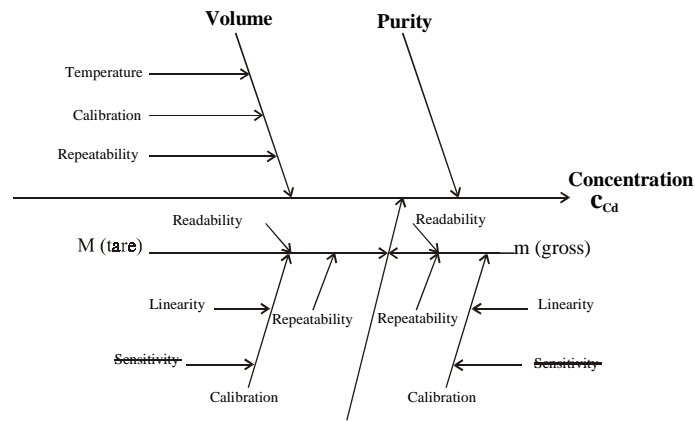 Volume
Purity
Temperature
Calibration
Repeatability
Concentration
cCd
Readability
Readability
M (tare)
m (gross)
Linearity
Repeatability
Repeatability
Linearity
Sensitivity
Sensitivity
Calibration
Calibration